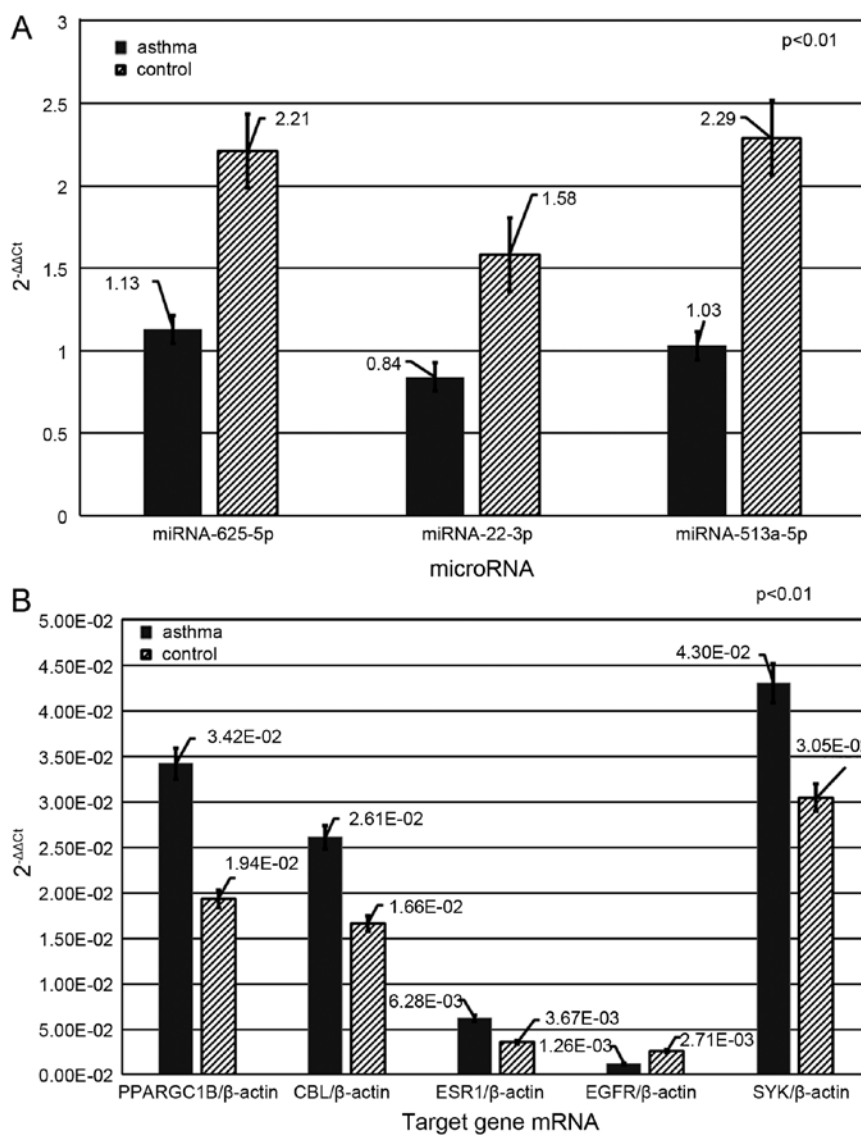 A
3
asthma
p<0.01
control
2.5
2.21
2.29
2
1.58
2^-ΔΔCt
1.5
1.13
1.03
1
0.84
0.5
0
miRNA-625-5p miRNA-22-3p miRNA-513a-5p
microRNA
B
p<0.01
5.00E-02
asthma
control
4.50E-02
4.30E-02
4.00E-02
3.50E-02
3.42E-02
3.05E-0
3.00E-02
2^-ΔΔCt
2.50E-02
2.61E-02
2.00E-02
1.94E-02
1.66E-02
1.50E-02
1.00E-02
6.28E-03
5.00E-03
3.67E-03
1.26E-03
2.71E-03
0.00E-02
PPARGC1B/β-actin CBL/β-actin ESR1/β-actin EGFR/β-actin SYK/β-actin
Target gene mRNA